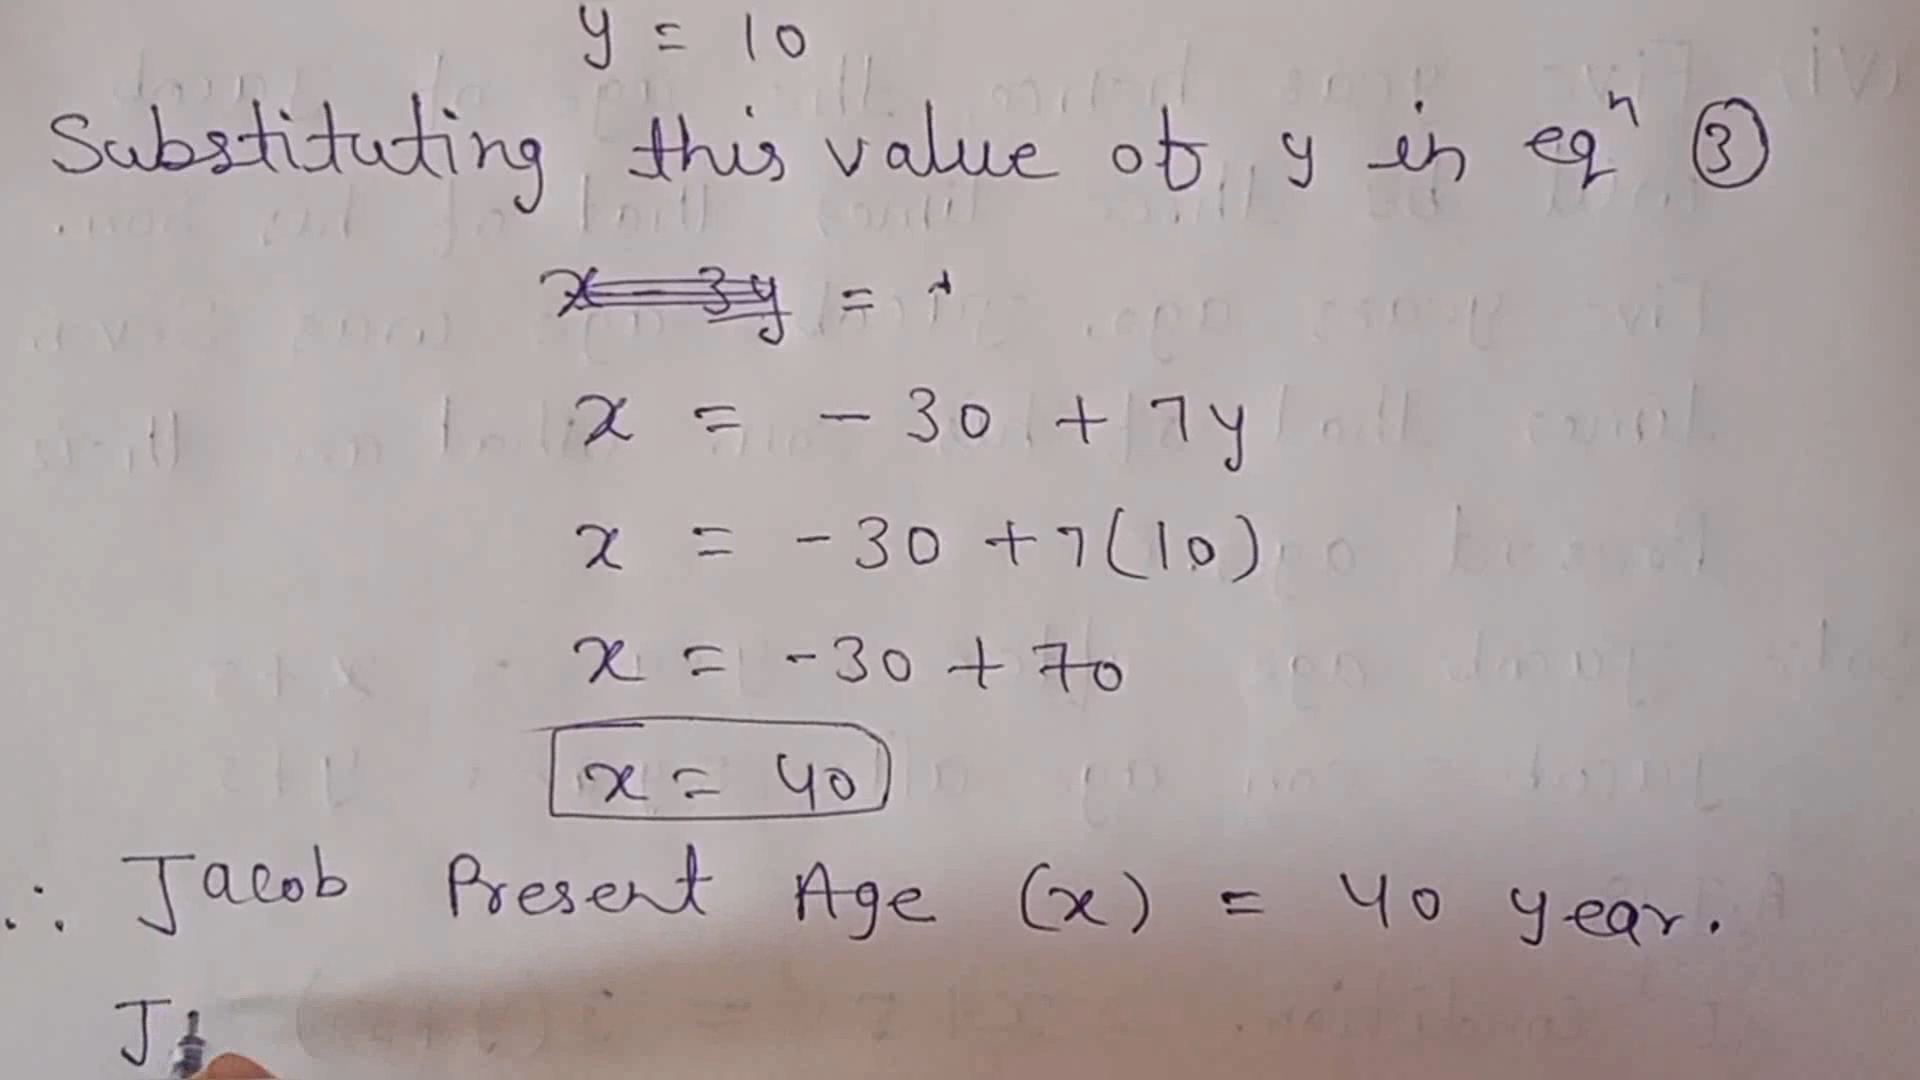 y = 10
Substituting this value of y in eqⁿ ③
x - 3y =
x = - 30 + 7y
x = - 30 + 7(10)
x = - 30 + 70
x = 40
∴ Jacob Present Age (x) = 40 year.
J